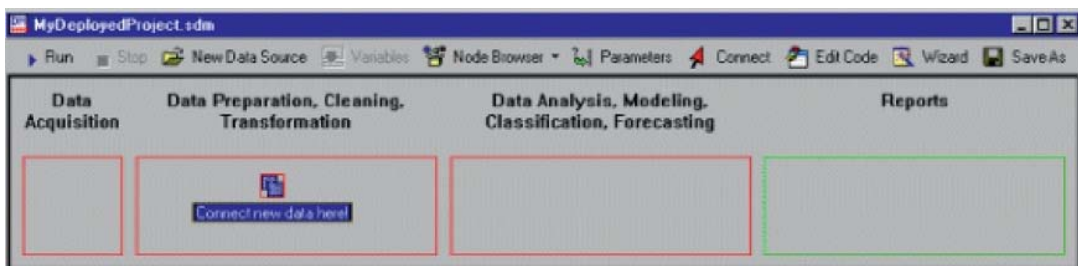 MyDeployedProject.sdm
Run Stop New Data Source Variables Node Browser Parameters Connect Edit Code Wizard Save As
Data Acquisition
Data Preparation, Cleaning, Transformation
Data Analysis, Modeling, Classification, Forecasting
Reports
Connect new data here!